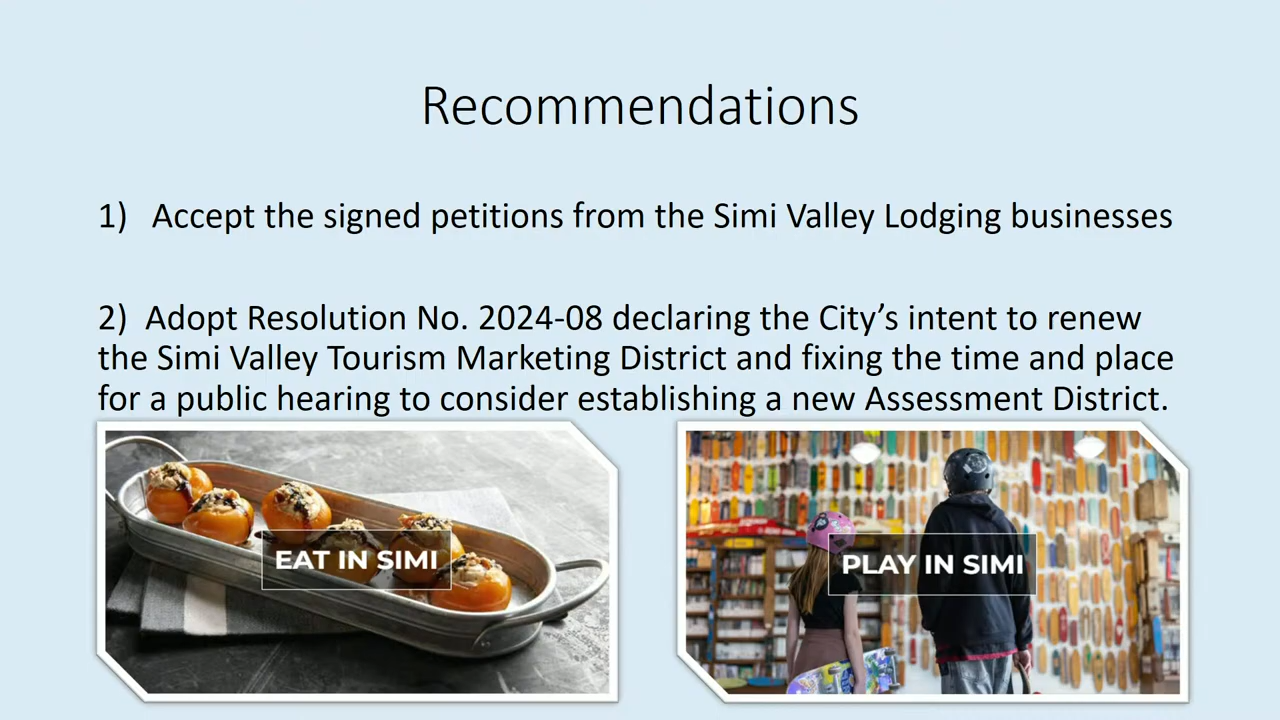 Recommendations
1) Accept the signed petitions from the Simi Valley Lodging businesses
2) Adopt Resolution No. 2024-08 declaring the City’s intent to renew
the Simi Valley Tourism Marketing District and fixing the time and place
for a public hearing to consider establishing a new Assessment District.
EAT IN SIMI
PLAY IN SIMI